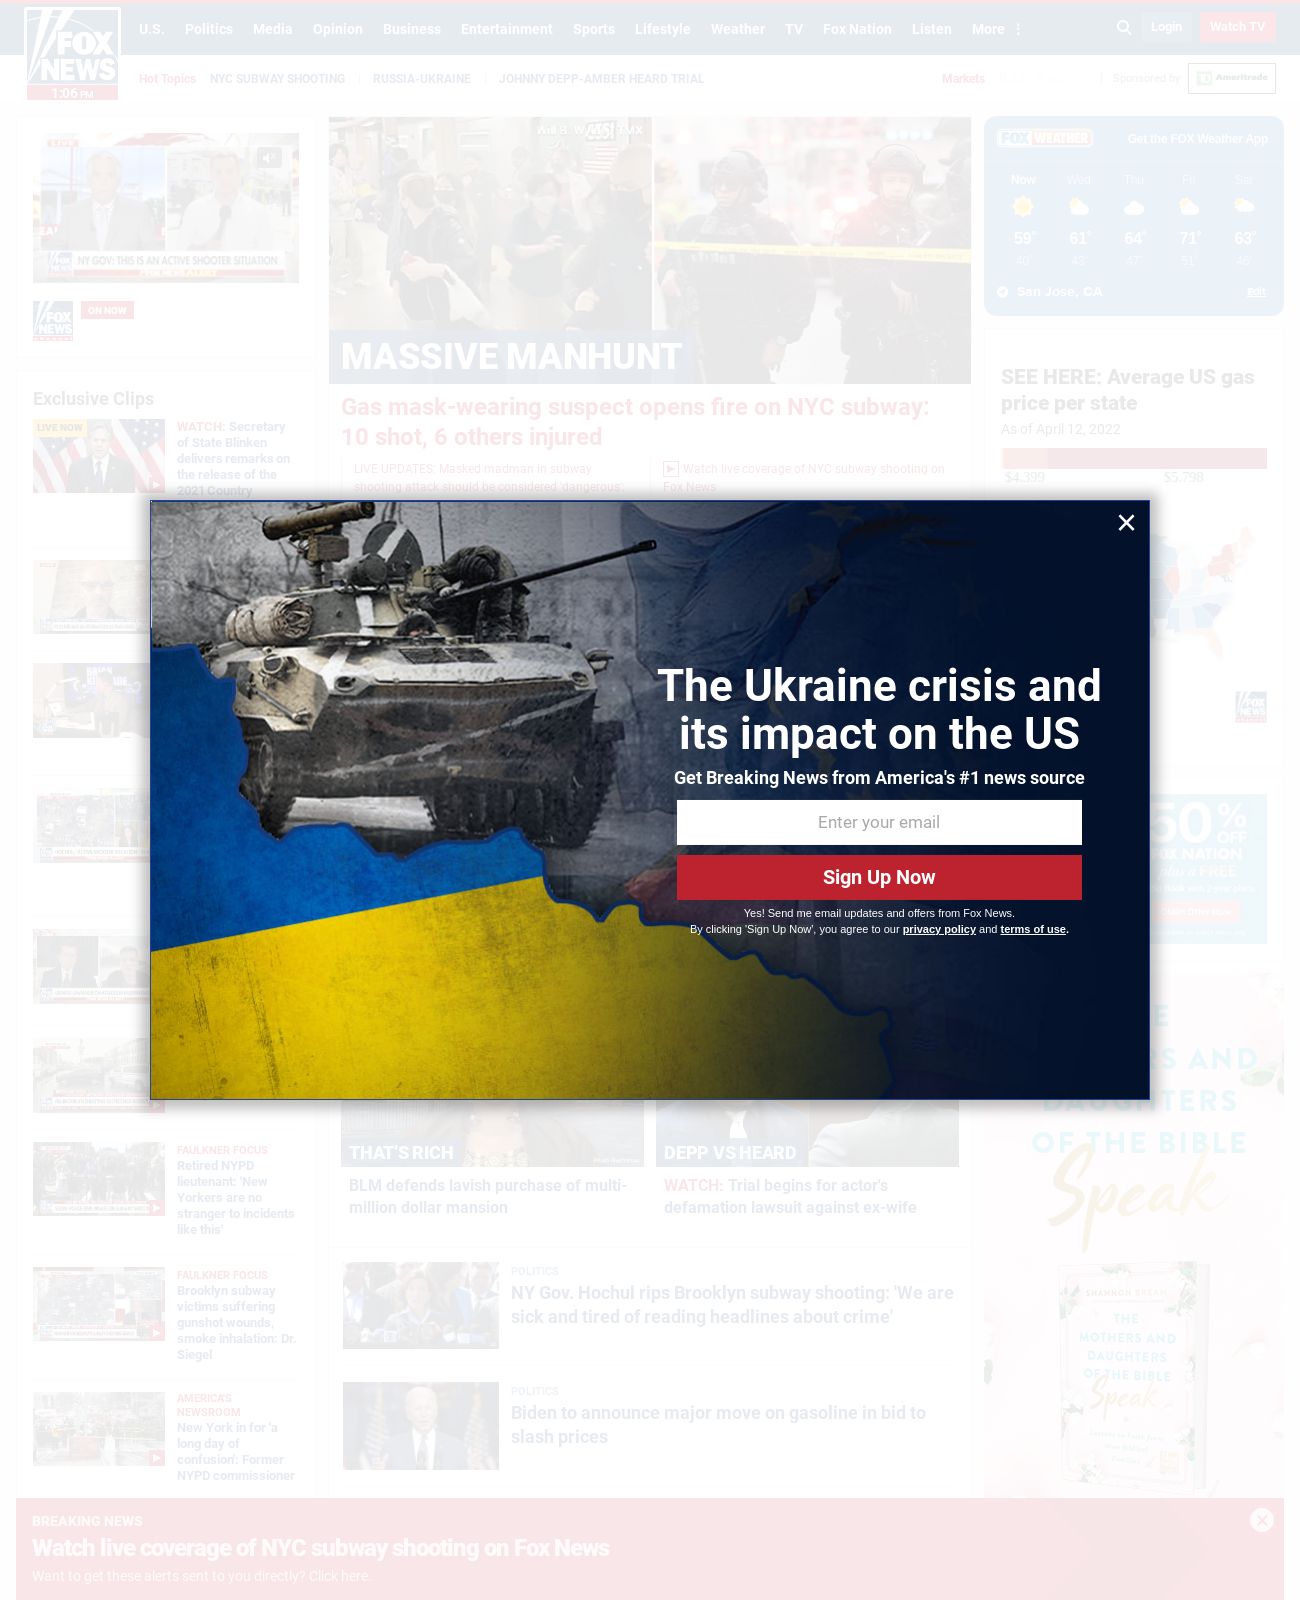 U.S. Politics Media Opinion Business Entertainment Sports Lifestyle Weather TV Fox Nation Listen More
Login
Watch TV
FOX
NEWS
1:06 PM
Hot Topics NYC SUBWAY SHOOTING RUSSIA-UKRAINE JOHNNY DEPP-AMBER HEARD TRIAL
Markets
Sponsored by
Ameritrade
LIVE
NY GOV: THIS IS AN ACTIVE SHOOTER SITUATION
FOX
NEWS
ON NOW
Exclusive Clips
LIVE NOW
WATCH: Secretary
of State Blinken
delivers remarks on
the release of the
2021 Country
FAULKNER FOCUS
Retired NYPD
lieutenant: 'New
Yorkers are no
stranger to incidents
like this'
FAULKNER FOCUS
Brooklyn subway
victims suffering
gunshot wounds,
smoke inhalation: Dr.
Siegel
AMERICA'S
NEWSROOM
New York in for 'a
long day of
confusion': Former
NYPD commissioner
MASSIVE MANHUNT
Gas mask-wearing suspect opens fire on NYC subway:
10 shot, 6 others injured
LIVE UPDATES: Masked madman in subway
shooting attack should be considered 'dangerous',
Watch live coverage of NYC subway shooting on
Fox News
The Ukraine crisis and
its impact on the US
Get Breaking News from America's #1 news source
Enter your email
Sign Up Now
Yes! Send me email updates and offers from Fox News.
By clicking 'Sign Up Now', you agree to our privacy policy and terms of use.
THAT'S RICH
BLM defends lavish purchase of multi-
million dollar mansion
DEPP VS HEARD
WATCH: Trial begins for actor's
defamation lawsuit against ex-wife
POLITICS
NY Gov. Hochul rips Brooklyn subway shooting: 'We are
sick and tired of reading headlines about crime'
POLITICS
Biden to announce major move on gasoline in bid to
slash prices
FOX WEATHER
Get the FOX Weather App
Now Wed Thu Fri Sat
59° 61° 64° 71° 63°
40° 43° 47° 51° 46°
San Jose, CA
Edit
SEE HERE: Average US gas
price per state
As of April 12, 2022
$4.399 $5.798
FOX
NEWS
50% OFF
FOX NATION
plus a FREE
RS AND
DAUGHTERS
OF THE BIBLE
Speak
SHANNON BREAM
THE
MOTHERS AND
DAUGHTERS
OF THE BIBLE
Speak
BREAKING NEWS
Watch live coverage of NYC subway shooting on Fox News
Want to get these alerts sent to you directly? Click here.